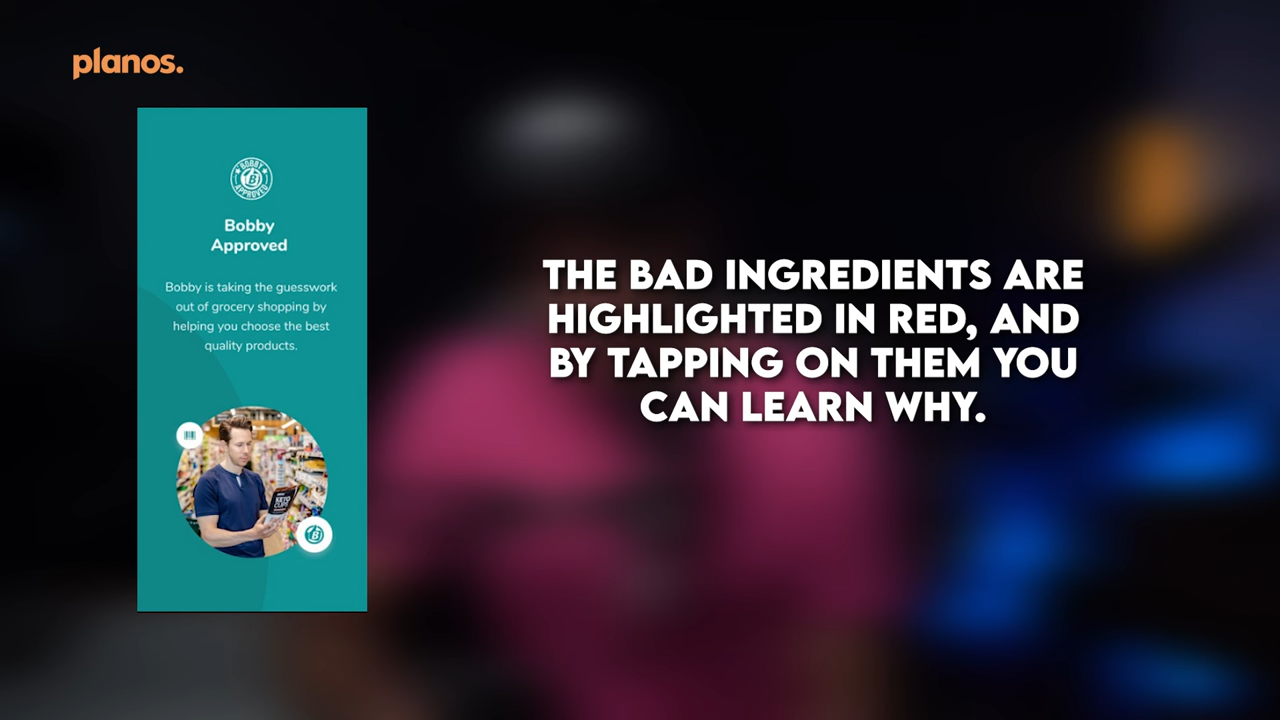 planos.
BOBBY
APPROVED
B
Bobby
Approved
Bobby is taking the guesswork
out of grocery shopping by
helping you choose the best
quality products.
KETO
CUPS
B
THE BAD INGREDIENTS ARE
HIGHLIGHTED IN RED, AND
BY TAPPING ON THEM YOU
CAN LEARN WHY.